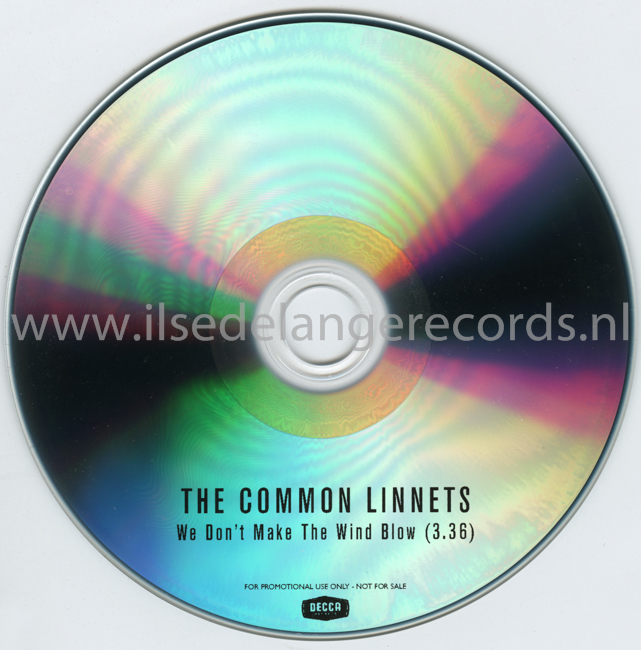 www.ilsedelangerecords.nl
THE COMMON LINNETS
We Don't Make The Wind Blow (3.36)
FOR PROMOTIONAL USE ONLY - NOT FOR SALE
DECCA